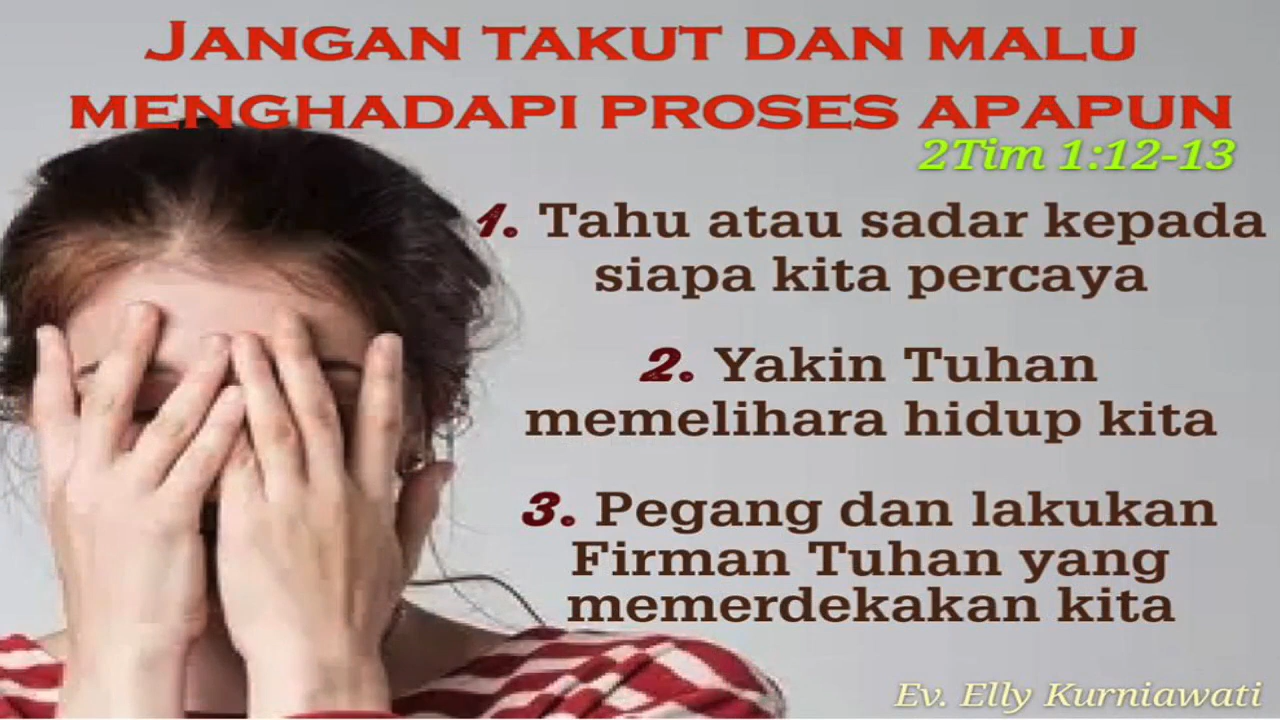 JANGAN TAKUT DAN MALU
MENGHADAPI PROSES APAPUN
2Tim 1:12-13
1. Tahu atau sadar kepada
siapa kita percaya
2. Yakin Tuhan
memelihara hidup kita
3. Pegang dan lakukan
Firman Tuhan yang
memerdekakan kita
Ev. Elly Kurniawati